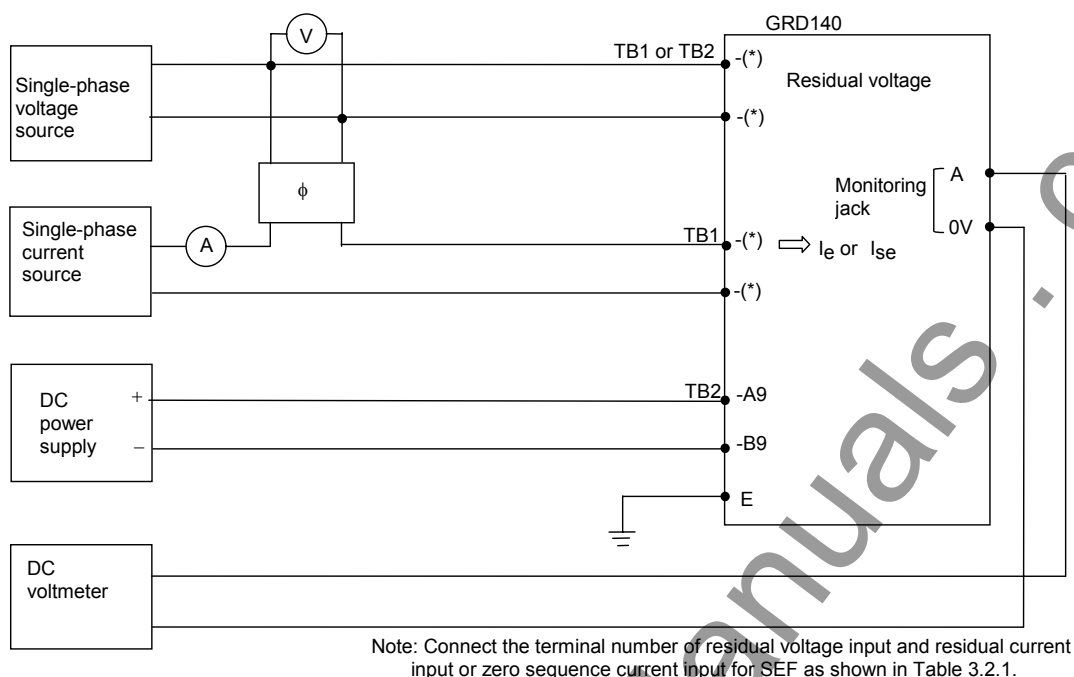 GRD140
V
TB1 or TB2
-(*)
Single-phase
voltage
source
Residual voltage
-(*)
ϕ
A
Monitoring
jack
0V
Single-phase
current
source
A
TB1
-(*)
Ie or Ise
-(*)
DC
power
supply
+
−
TB2
-A9
-B9
E
DC
voltmeter
Note: Connect the terminal number of residual voltage input and residual current
input or zero sequence current input for SEF as shown in Table 3.2.1.